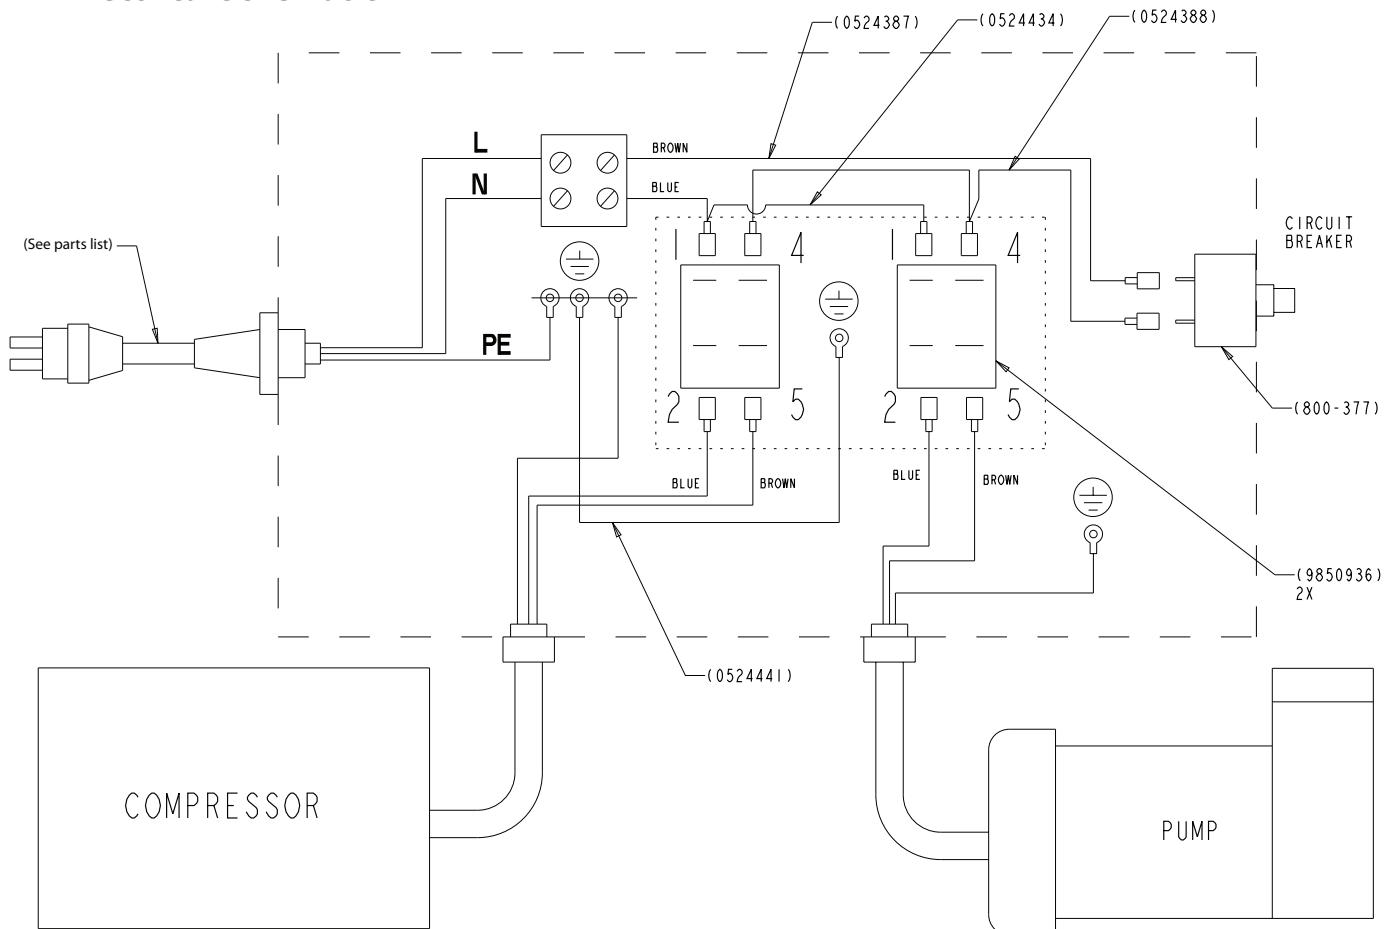 (0524387)
(0524434)
(0524388)
L
BROWN
N
BLUE
CIRCUIT
BREAKER
(See parts list)
1
4
1
4
PE
2
5
2
5
(800-377)
BLUE
BROWN
BLUE
BROWN
(9850936)
2X
(0524441)
COMPRESSOR
PUMP